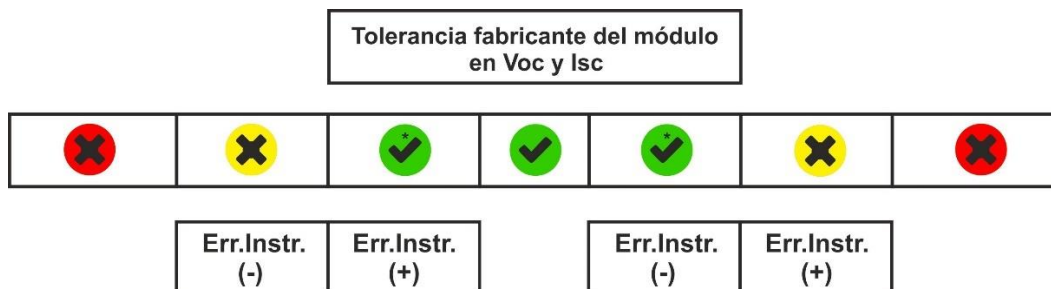 Tolerancia fabricante del módulo
en Voc y Isc
* *
Err.Instr. Err.Instr. Err.Instr. Err.Instr.
(-) (+) (-) (+)